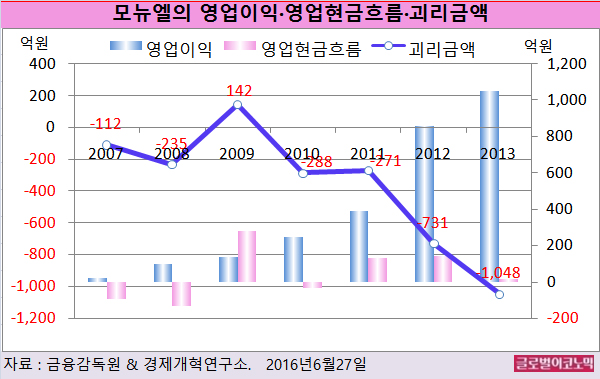 모뉴엘의 영업이익·영업현금흐름·괴리금액
억원 영업이익 영업현금흐름 괴리금액 억원
400 1,200
200 1,000
0 800
-200 600
-400 400
-600 200
-800 0
-1,000 -200
-1,200
-112 -235 142 -288 -271 -731 -1,048
2007 2008 2009 2010 2011 2012 2013
자료 : 금융감독원 & 경제개혁연구소. 2016년6월27일
글로벌이코노믹